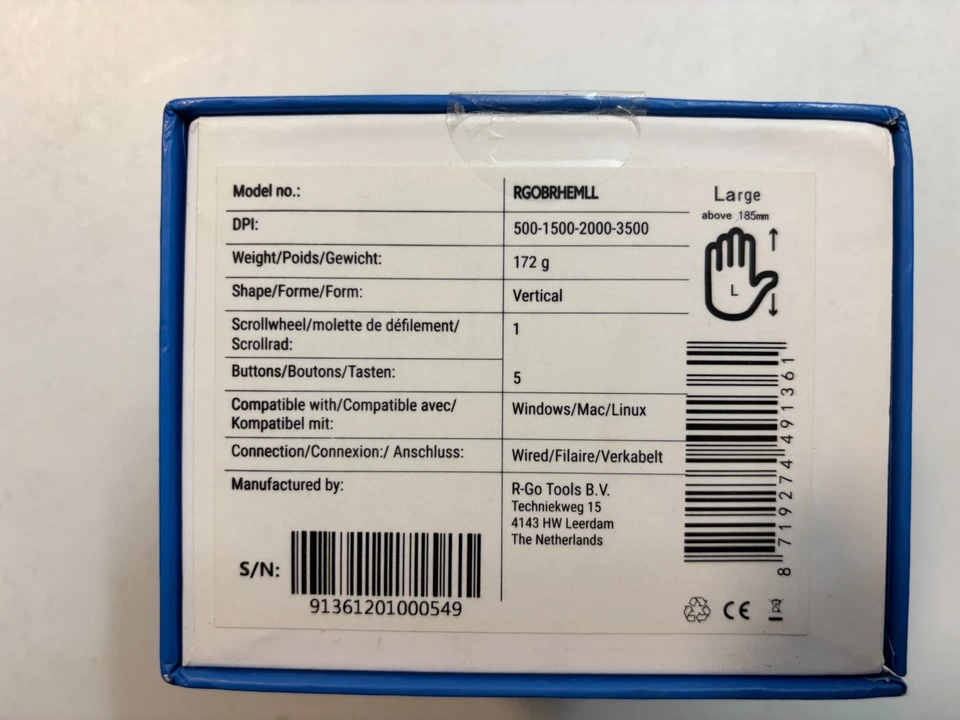 Model no.: RGOBRHEMLL
DPI: 500-1500-2000-3500
Weight/Poids/Gewicht: 172 g
Shape/Forme/Form: Vertical
Scrollwheel/molette de défilement/
Scrollrad: 1
Buttons/Boutons/Tasten: 5
Compatible with/Compatible avec/
Kompatibel mit: Windows/Mac/Linux
Connection/Connexion:/ Anschluss: Wired/Filaire/Verkabelt
Manufactured by: R-Go Tools B.V.
Techniekweg 15
4143 HW Leerdam
The Netherlands
S/N:
91361201000549
Large
above 185mm
L
8 719274 491361
CE